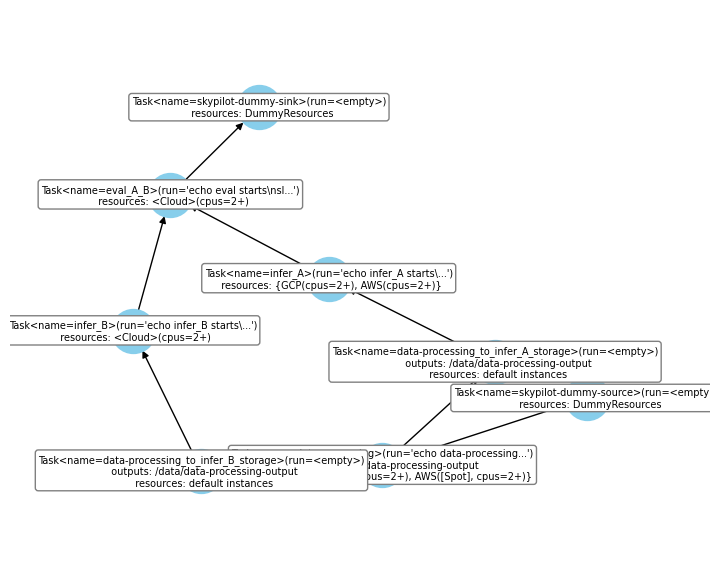 Task<name=skypilot-dummy-sink>(run=<empty>)
resources: DummyResources
Task<name=eval_A_B>(run='echo eval starts\nsl...')
resources: <Cloud>(cpus=2+)
Task<name=infer_A>(run='echo infer_A starts\...')
resources: {GCP(cpus=2+), AWS(cpus=2+)}
Task<name=infer_B>(run='echo infer_B starts\...')
resources: <Cloud>(cpus=2+)
Task<name=data-processing_to_infer_A_storage>(run=<empty>)
outputs: /data/data-processing-output
resources: default instances
Task<name=skypilot-dummy-source>(run=<empty
resources: DummyResources
g>(run='echo data-processing...')
data-processing-output
cpus=2+), AWS([Spot], cpus=2+)}
Task<name=data-processing_to_infer_B_storage>(run=<empty>)
outputs: /data/data-processing-output
resources: default instances